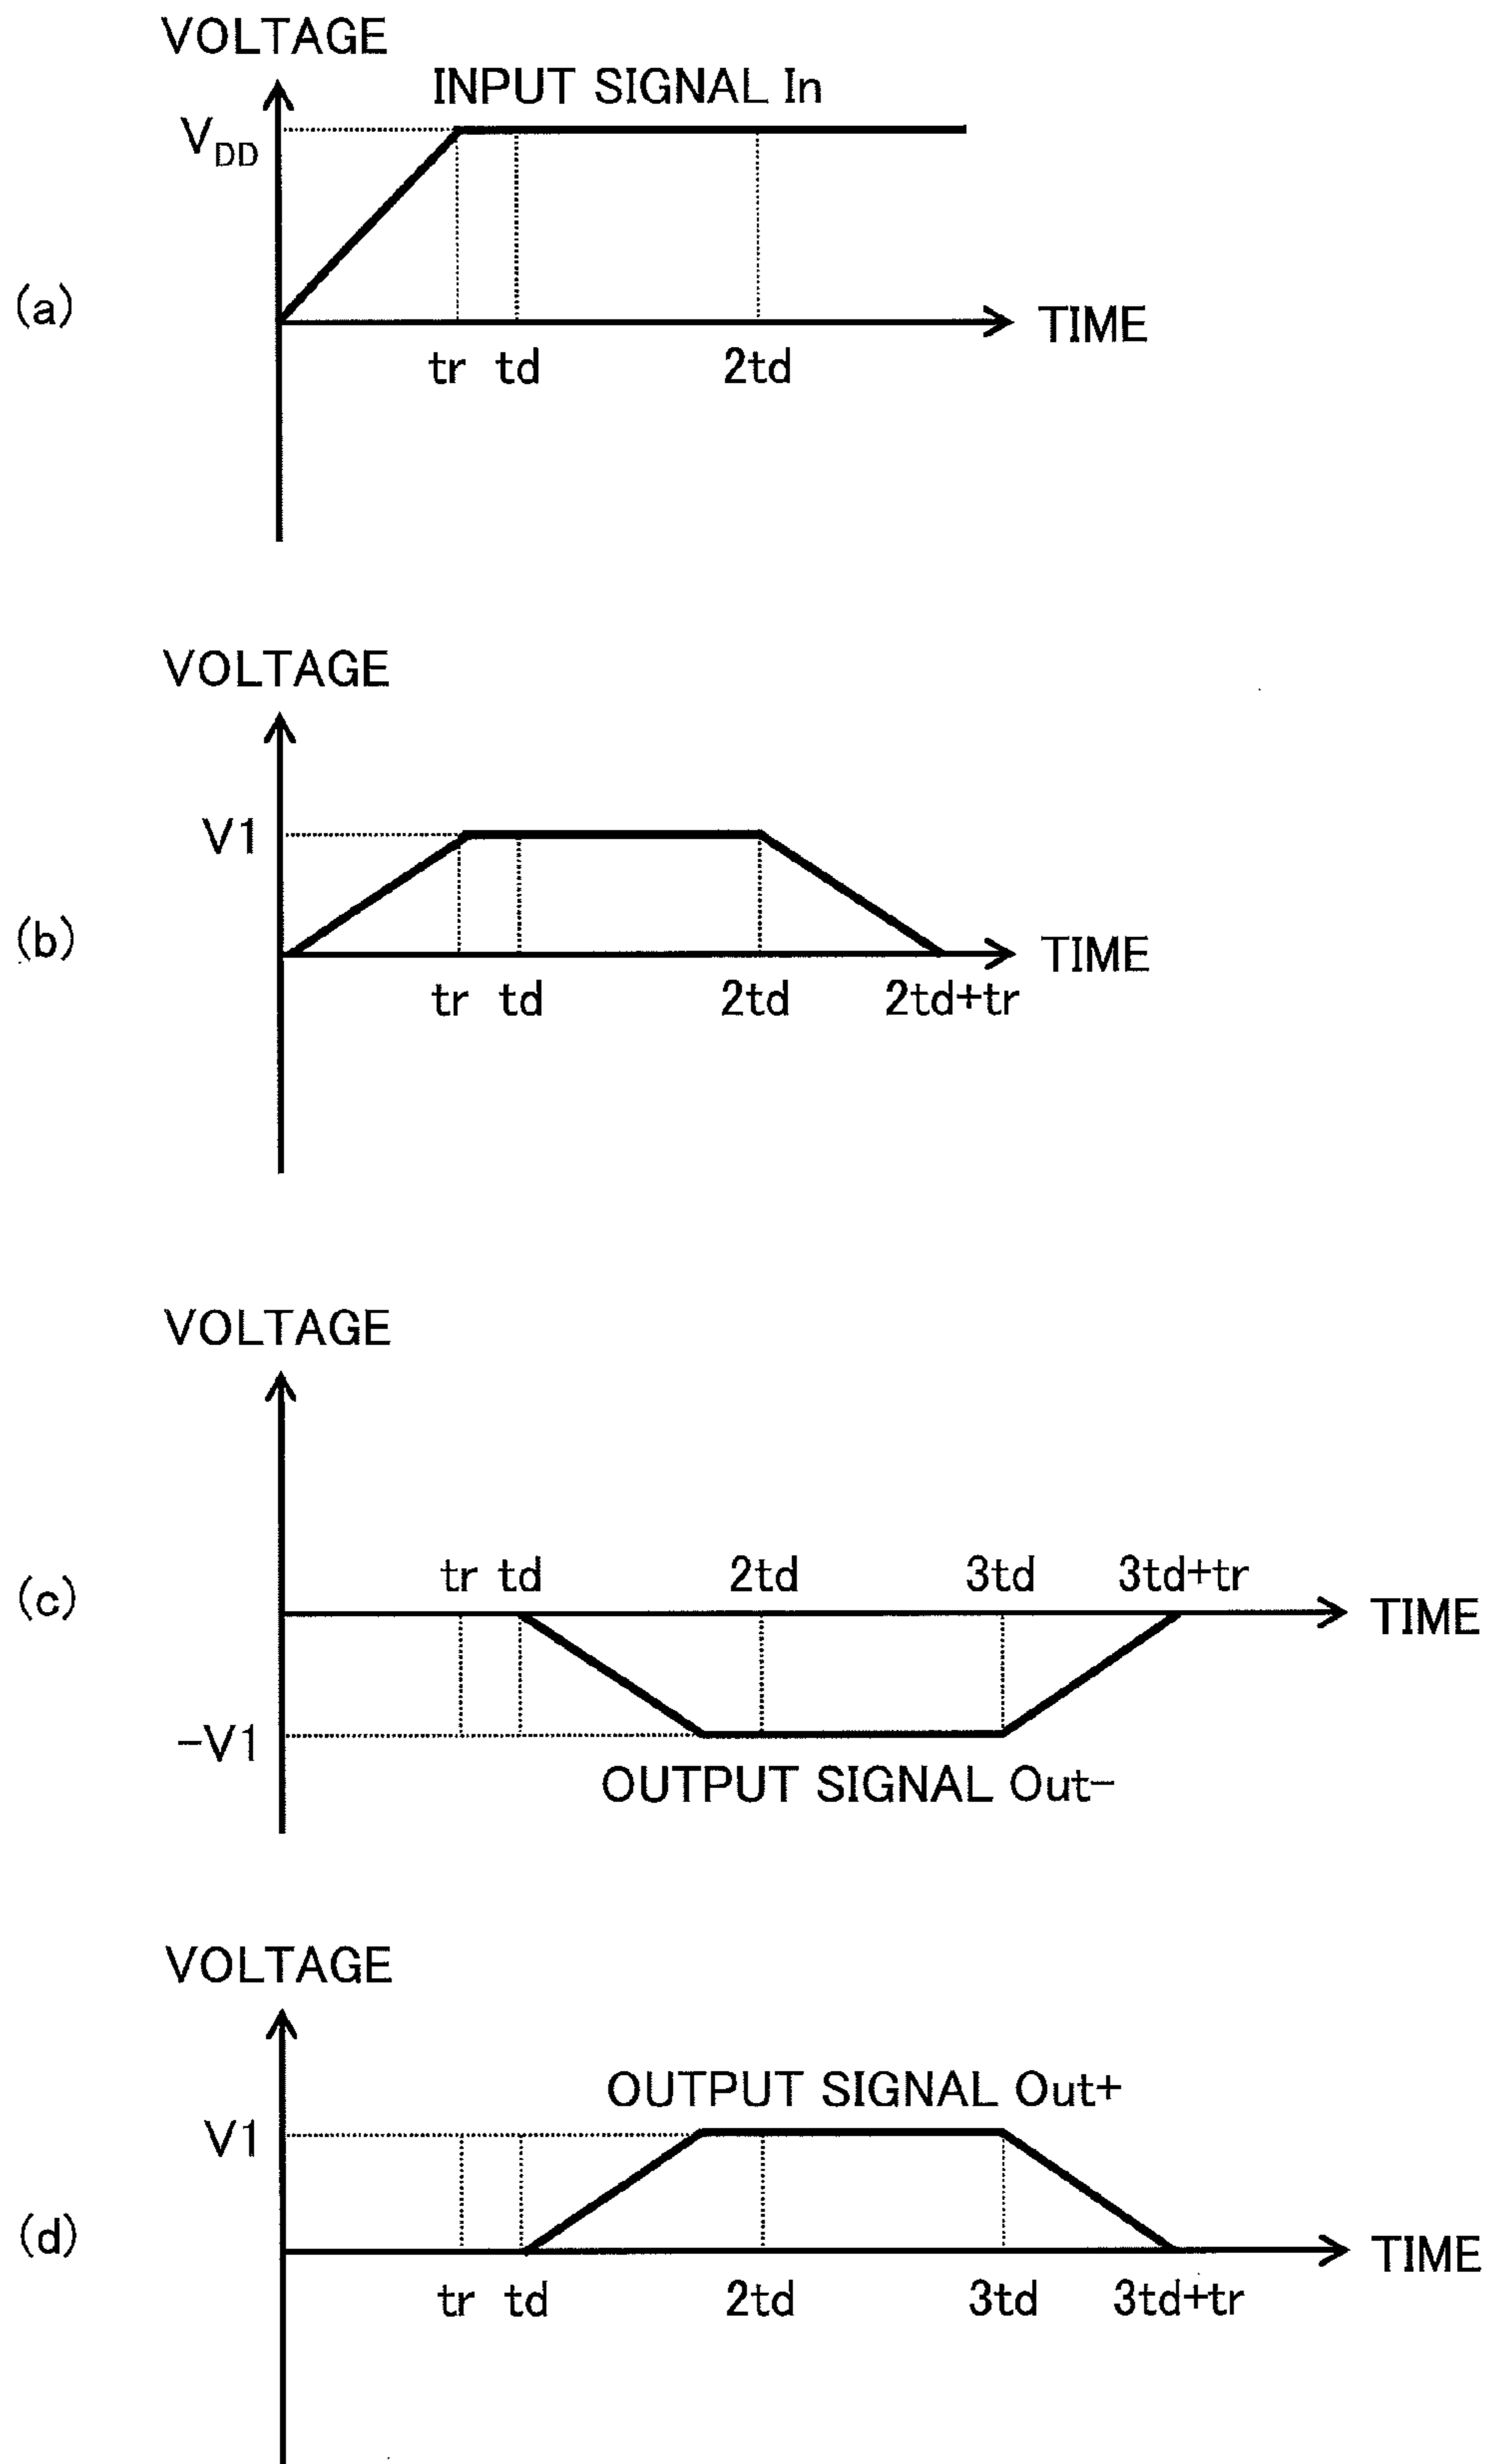 VOLTAGE
INPUT SIGNAL In
VDD
(a)
TIME
tr td 2td
VOLTAGE
V1
(b)
TIME
tr td 2td 2td+tr
VOLTAGE
tr td 2td 3td 3td+tr
(c)
TIME
-V1
OUTPUT SIGNAL Out-
VOLTAGE
OUTPUT SIGNAL Out+
V1
(d)
TIME
tr td 2td 3td 3td+tr